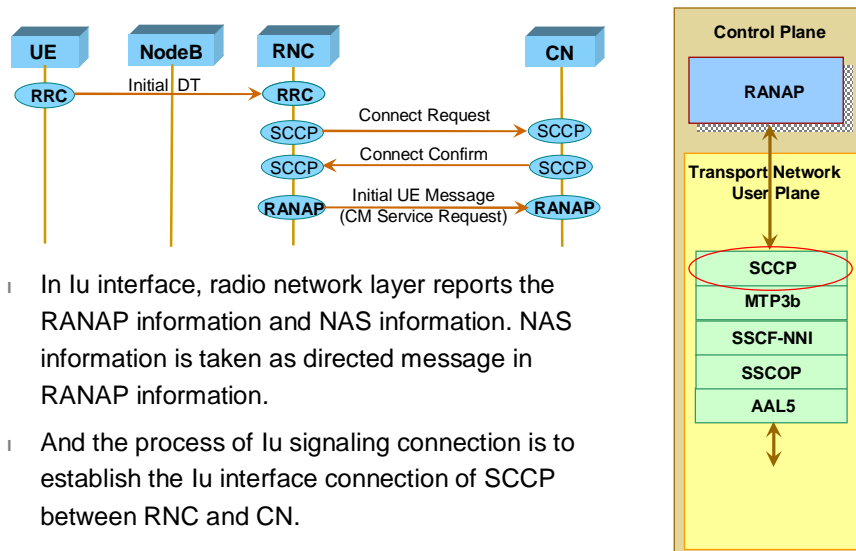 UE
NodeB
RNC
CN
RRC
Initial DT
RRC
SCCP
Connect Request
SCCP
SCCP
Connect Confirm
SCCP
RANAP
Initial UE Message
(CM Service Request)
RANAP
l In Iu interface, radio network layer reports the
RANAP information and NAS information. NAS
information is taken as directed message in
RANAP information.
l And the process of Iu signaling connection is to
establish the Iu interface connection of SCCP
between RNC and CN.
Control Plane
RANAP
Transport Network
User Plane
SCCP
MTP3b
SSCF-NNI
SSCOP
AAL5